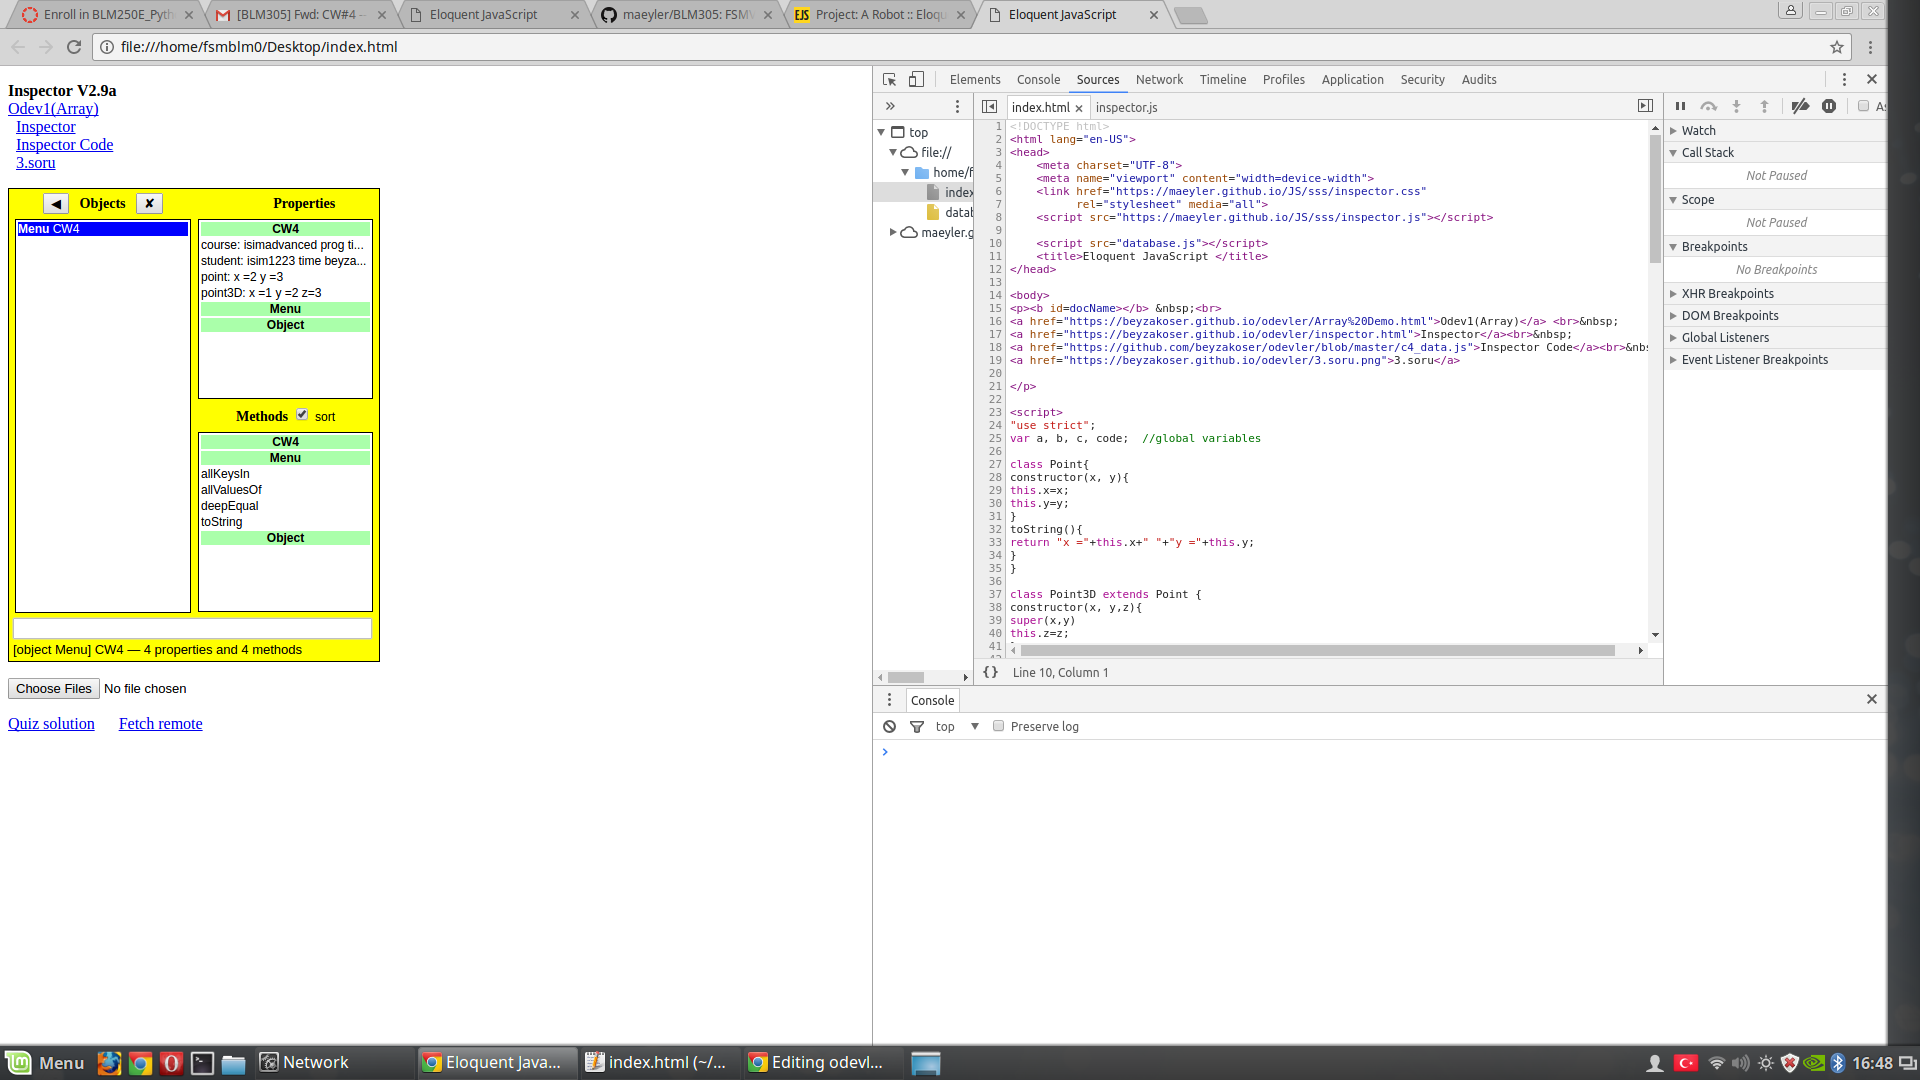 Enroll in BLM250E_Pyth
[BLM305] Fwd: CW#4 -
Eloquent JavaScript
maeyler/BLM305: FSMV
EJS Project: A Robot :: Eloqu
Eloquent JavaScript
file:///home/fsmblm0/Desktop/index.html
Inspector V2.9a
Odev1(Array)
Inspector
Inspector Code
3.soru
Objects
Properties
Menu CW4
CW4
course: isimadvanced prog ti...
student: isim1223 time beyza...
point: x =2 y =3
point3D: x =1 y =2 z=3
Menu
Object
Methods sort
CW4
Menu
allKeysIn
allValuesOf
deepEqual
toString
Object
[object Menu] CW4 — 4 properties and 4 methods
Choose Files No file chosen
Quiz solution Fetch remote
Elements Console Sources Network Timeline Profiles Application Security Audits
top
file://
home/f
index
datab
maeyler.g
index.html inspector.js
1 <!DOCTYPE html>
2 <html lang="en-US">
3 <head>
4 <meta charset="UTF-8">
5 <meta name="viewport" content="width=device-width">
6 <link href="https://maeyler.github.io/JS/sss/inspector.css"
7 rel="stylesheet" media="all">
8 <script src="https://maeyler.github.io/JS/sss/inspector.js"></script>
9
10 <script src="database.js"></script>
11 <title>Eloquent JavaScript </title>
12 </head>
13
14 <body>
15 <p><b id=docName></b> &nbsp;<br>
16 <a href="https://beyzakoser.github.io/odevler/Array%20Demo.html">Odev1(Array)</a> <br>&nbsp;
17 <a href="https://beyzakoser.github.io/odevler/inspector.html">Inspector</a><br>&nbsp;
18 <a href="https://github.com/beyzakoser/odevler/blob/master/c4_data.js">Inspector Code</a><br>&nbs
19 <a href="https://beyzakoser.github.io/odevler/3.soru.png">3.soru</a>
20
21 </p>
22
23 <script>
24 "use strict";
25 var a, b, c, code; //global variables
26
27 class Point{
28 constructor(x, y){
29 this.x=x;
30 this.y=y;
31 }
32 toString(){
33 return "x ="+this.x+" "+"y ="+this.y;
34 }
35 }
36
37 class Point3D extends Point {
38 constructor(x, y,z){
39 super(x,y)
40 this.z=z;
41
{} Line 10, Column 1
As
Watch
Call Stack
Not Paused
Scope
Not Paused
Breakpoints
No Breakpoints
XHR Breakpoints
DOM Breakpoints
Global Listeners
Event Listener Breakpoints
Console
top Preserve log
Menu
Network
Eloquent Java...
index.html (~/...
Editing odevl...
16:48